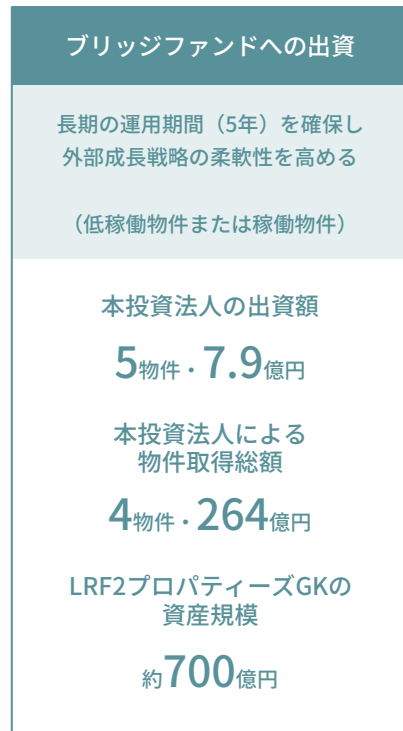 ブリッジファンドへの出資
長期の運用期間（5年）を確保し
外部成長戦略の柔軟性を高める
（低稼働物件または稼働物件）
本投資法人の出資額
5物件・7.9億円
本投資法人による
物件取得総額
4物件・264億円
LRF2プロパティーズGKの
資産規模
約700億円